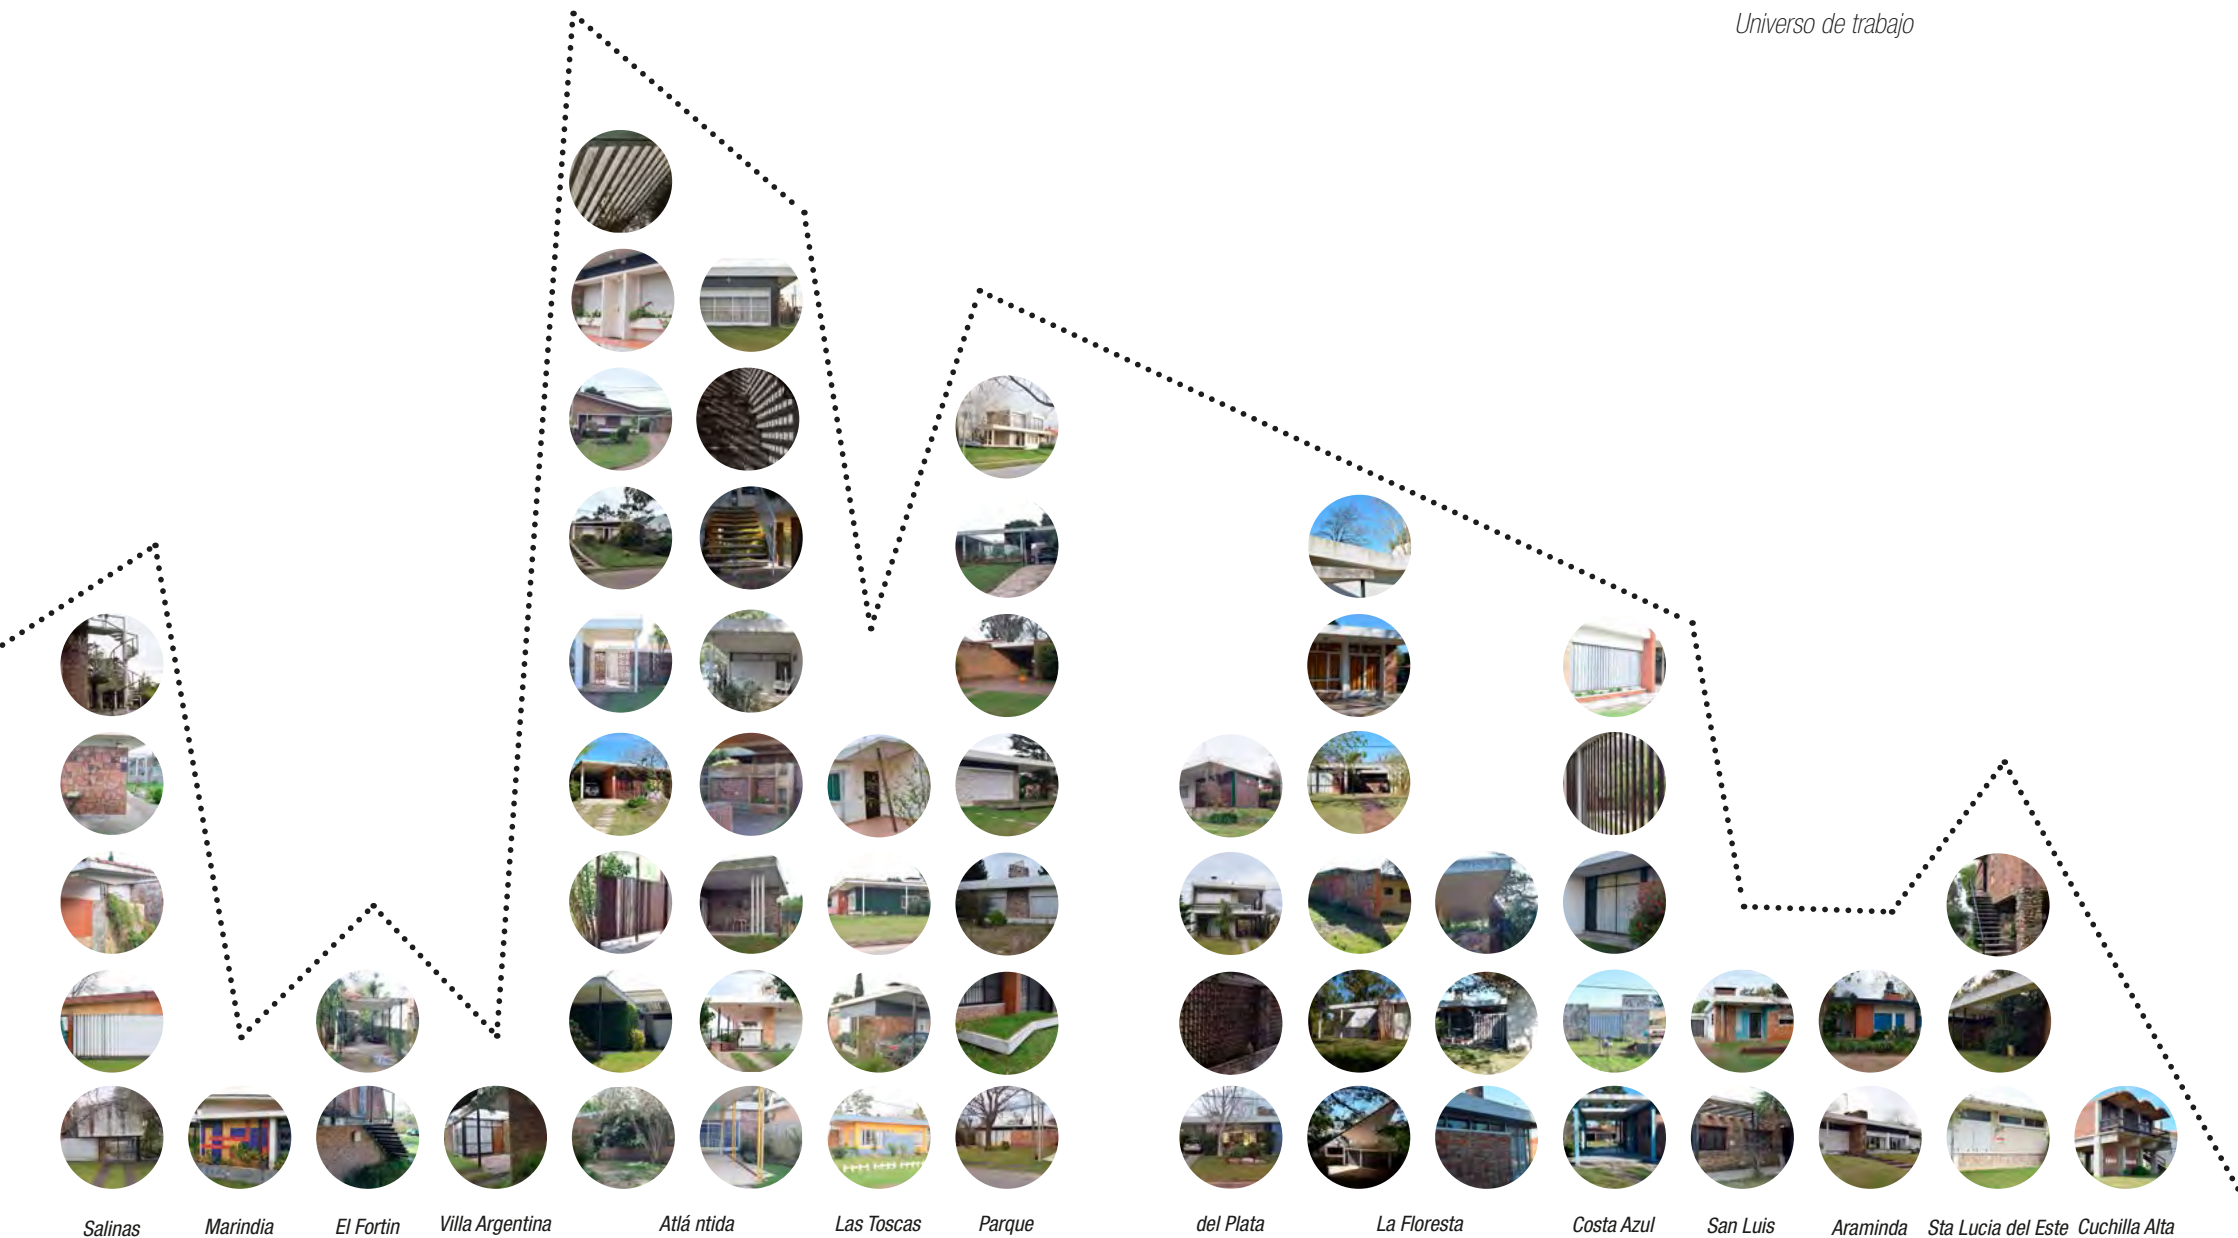 Universo de trabajo
Salinas
Marindia
El Fortin
Villa Argentina
Atlá ntida
Las Toscas
Parque
del Plata
La Floresta
Costa Azul
San Luis
Araminda
Sta Lucia del Este
Cuchilla Alta